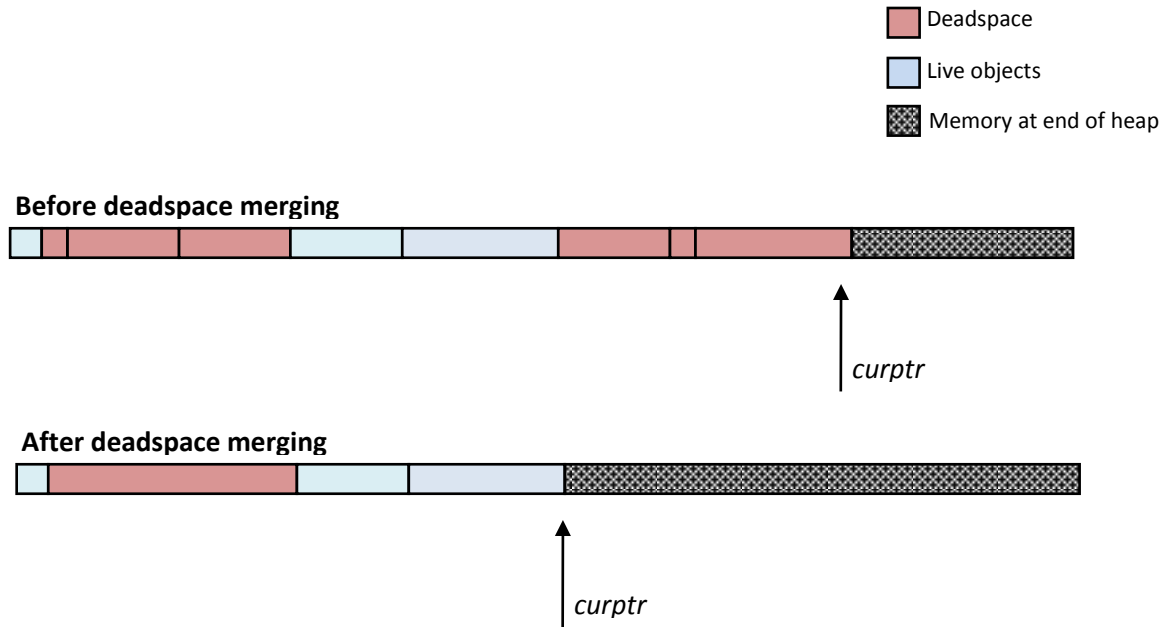 Deadspace
Live objects
Memory at end of heap
Before deadspace merging
curptr
After deadspace merging
curptr